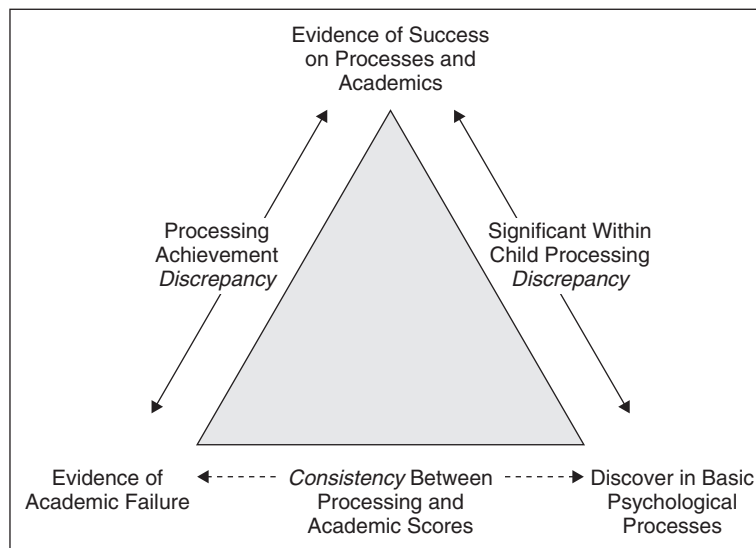 Evidence of Success
on Processes and
Academics
Processing
Achievement
Discrepancy
Significant Within
Child Processing
Discrepancy
Evidence of
Academic Failure
Consistency Between
Processing and
Academic Scores
Discover in Basic
Psychological
Processes